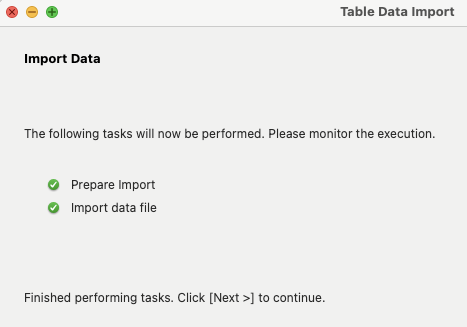 Table Data Import
Import Data
The following tasks will now be performed. Please monitor the execution.
Prepare Import
Import data file
Finished performing tasks. Click [Next >] to continue.